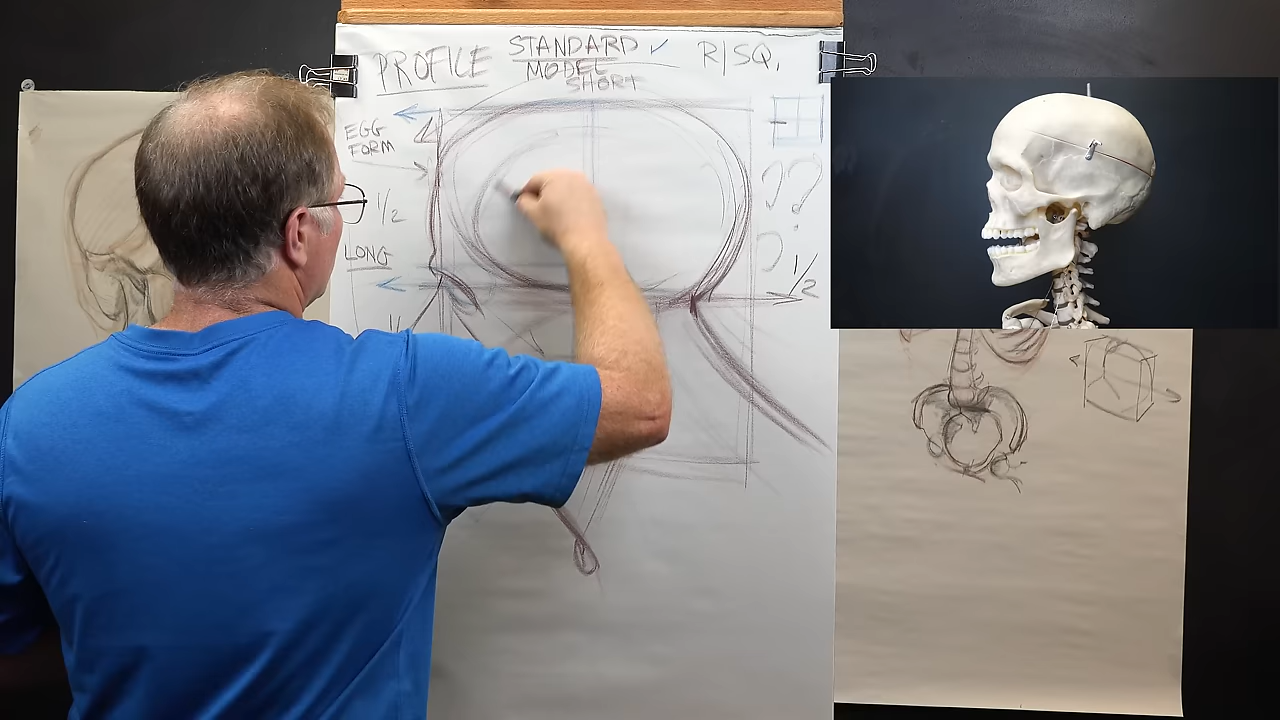 PROFILE STANDARD ✓ R/SQ.
MODEL
SHORT
EGG
FORM
1/2
LONG
??
1/2